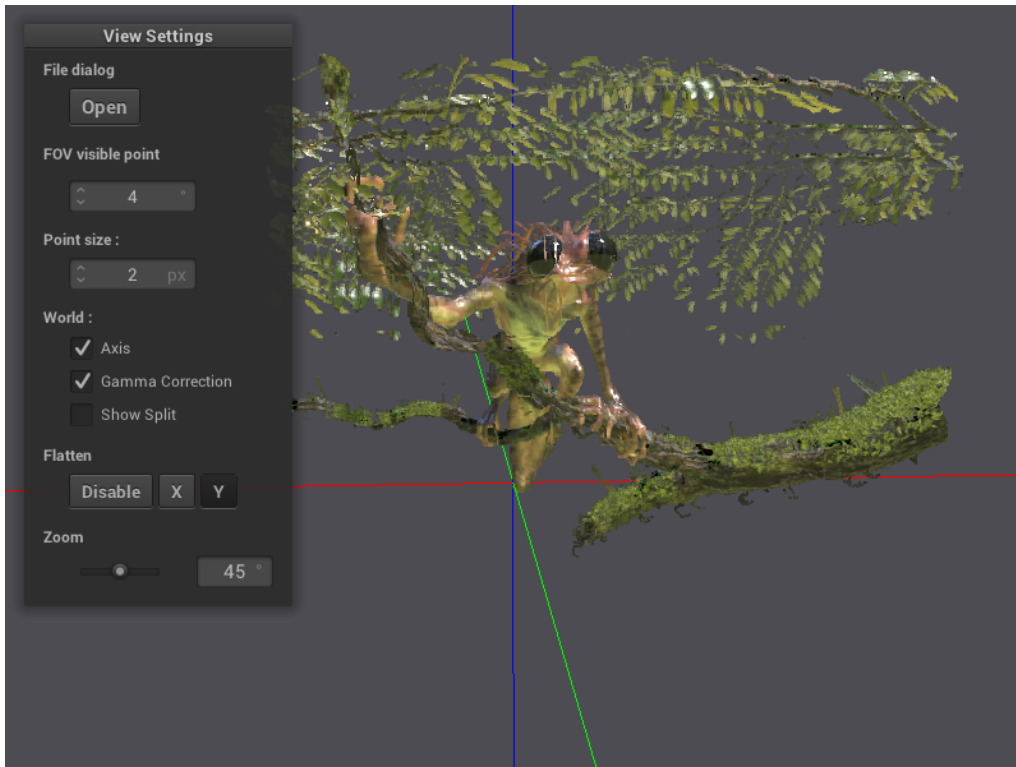 View Settings
File dialog
Open
FOV visible point
4 °
Point size :
2 px
World :
Axis
Gamma Correction
Show Split
Flatten
Disable X Y
Zoom
45 °